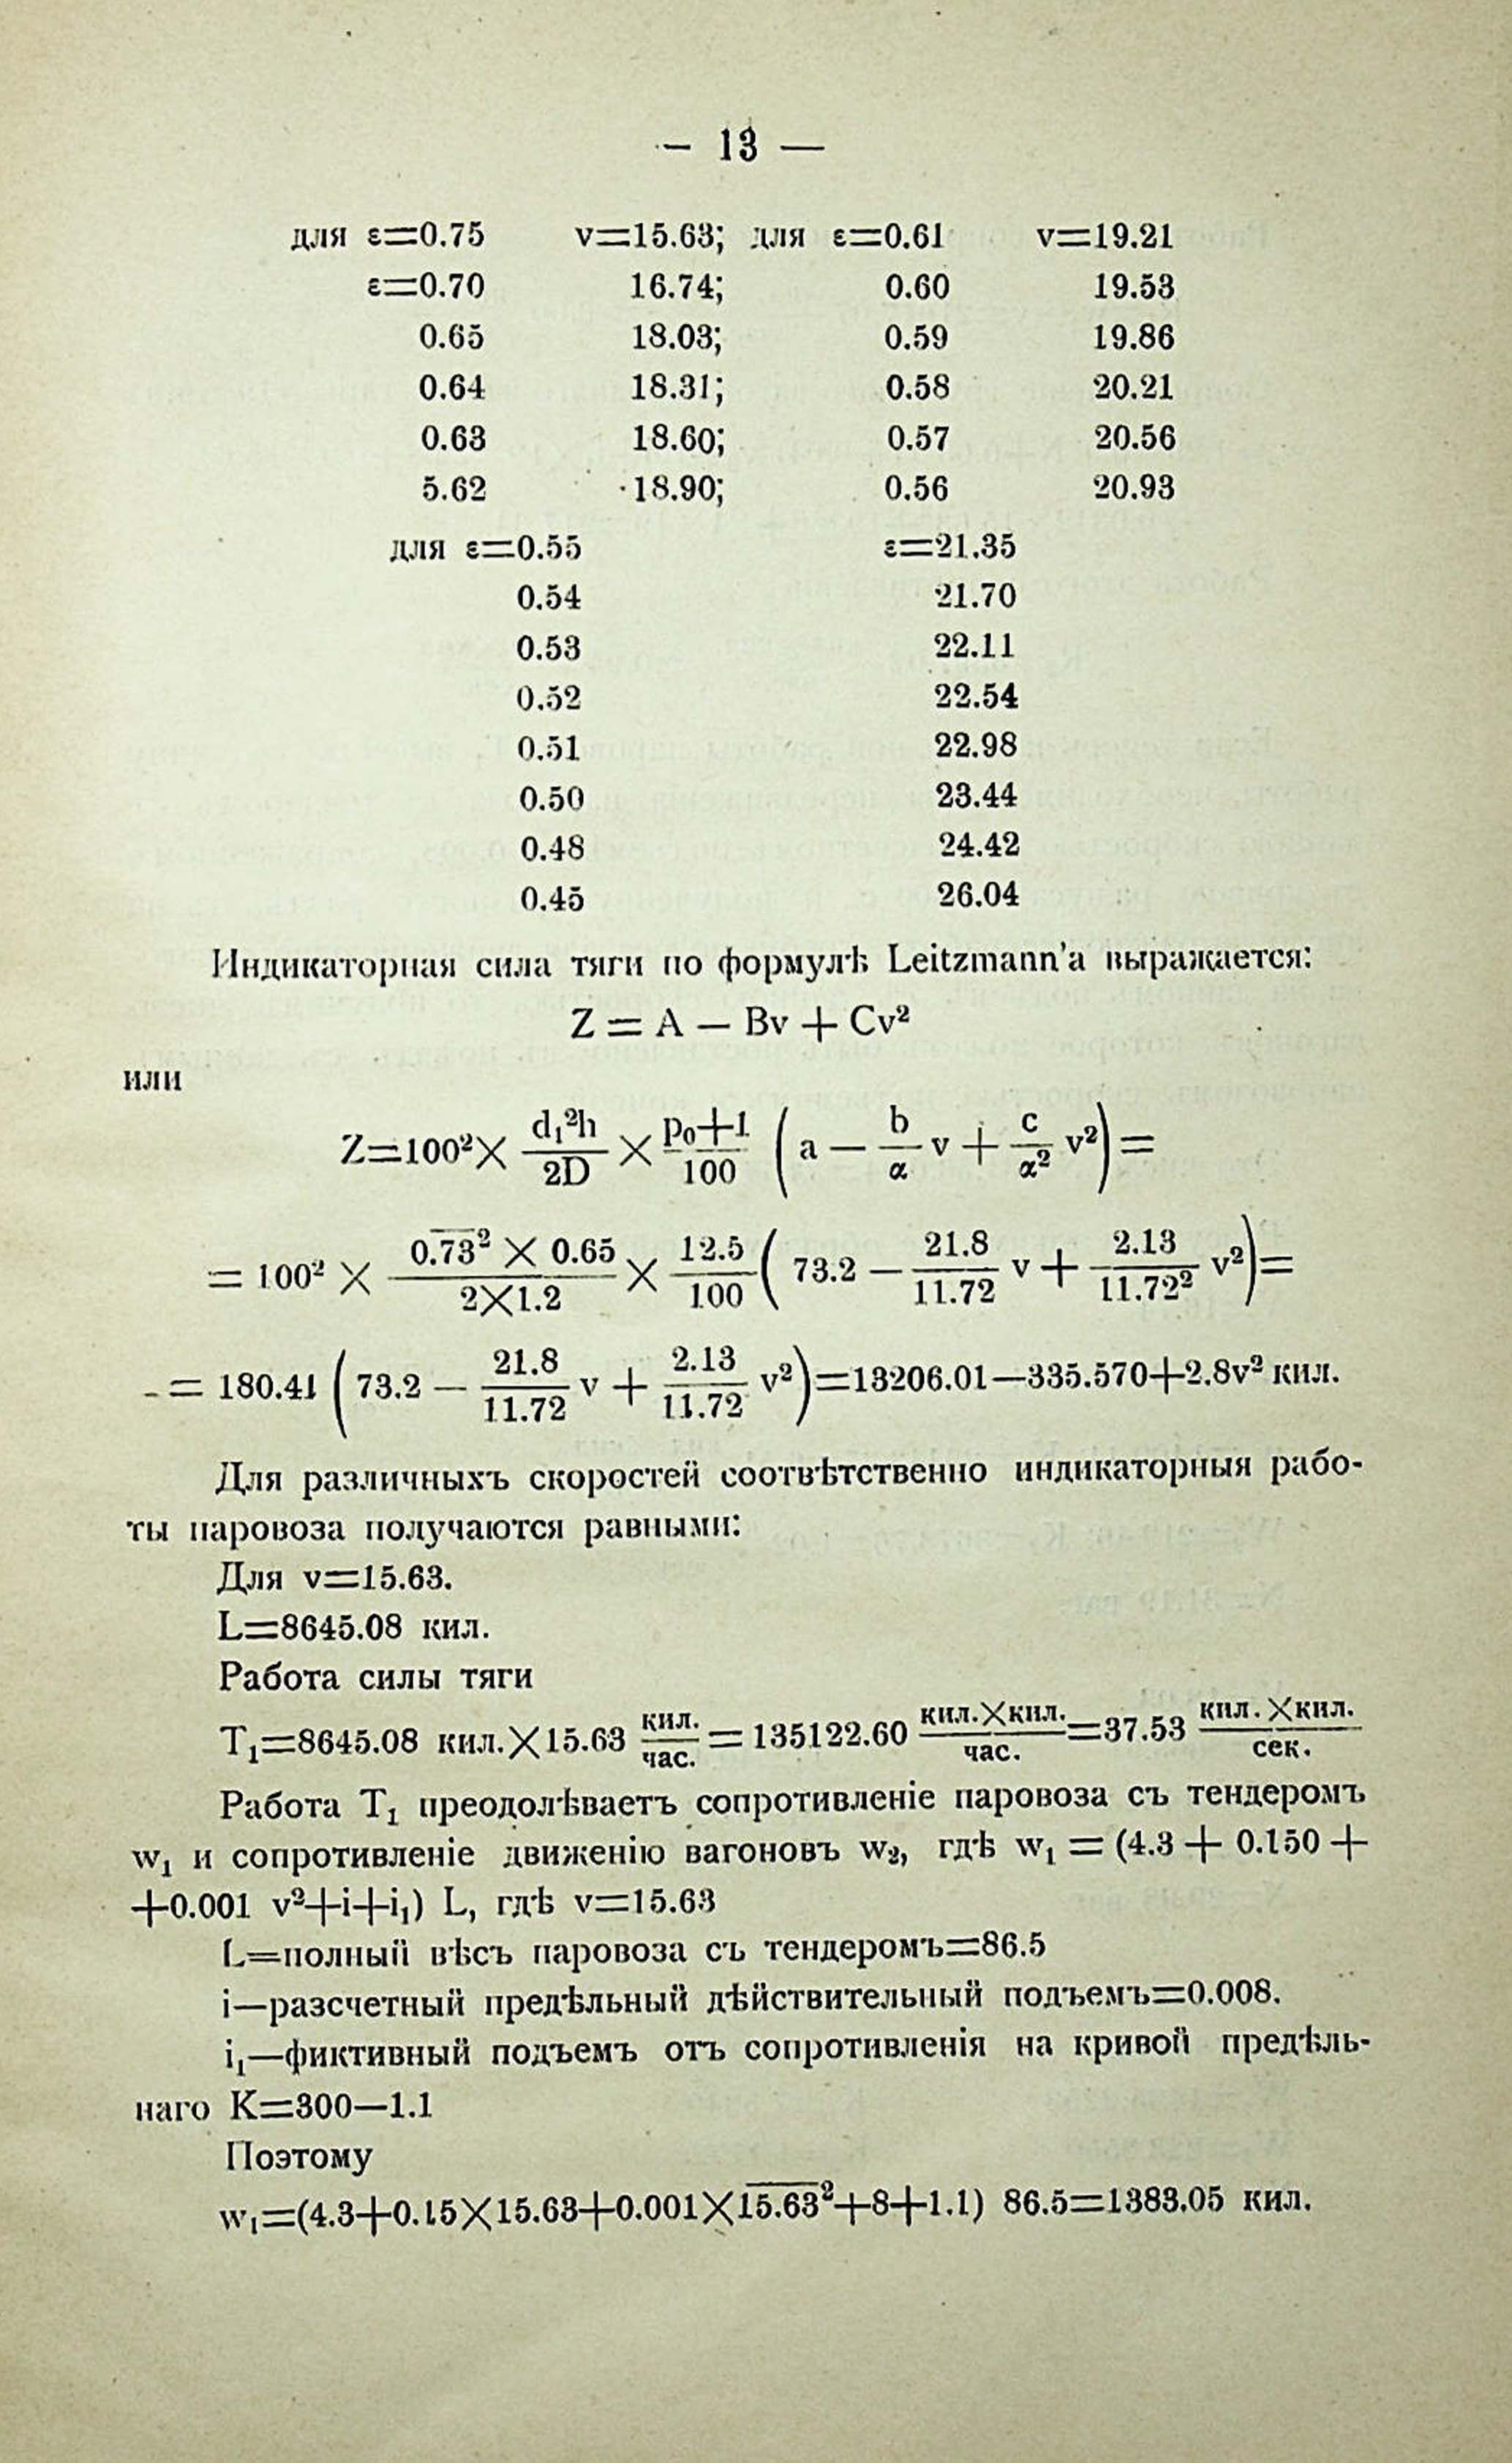 — 13 —
для ε=0.75 v=15.63; для ε=0.61 v=19.21
ε=0.70 16.74; 0.60 19.53
0.65 18.03; 0.59 19.86
0.64 18.31; 0.58 20.21
0.63 18.60; 0.57 20.56
5.62 18.90; 0.56 20.93
для ε=0.55 ε=21.35
0.54 21.70
0.53 22.11
0.52 22.54
0.51 22.98
0.50 23.44
0.48 24.42
0.45 26.04
Индикаторная сила тяги по формулѣ Leitzmann'a выражается:
Z = A — Bv + Cv²
или
Z=100² × d₁²h/2D × p₀+1/100 (a — b/α v + c/α² v²) =
= 100² × 0.73² × 0.65/2×1.2 × 12.5/100 (73.2 — 21.8/11.72 v + 2.13/11.72² v²)=
= 180.41 (73.2 — 21.8/11.72 v + 2.13/11.72 v²)=13206.01—335.570+2.8v² кил.
Для различныхъ скоростей соотвѣтственно индикаторныя рабо-
ты паровоза получаются равными:
Для v=15.63.
L=8645.08 кил.
Работа силы тяги
T₁=8645.08 кил.×15.63 кил./час. = 135122.60 кил.×кил./час.=37.53 кил.×кил./сек.
Работа T₁ преодолѣваетъ сопротивленіе паровоза съ тендеромъ
w₁ и сопротивленіе движенію вагоновъ w₂, гдѣ w₁ = (4.3 + 0.150 +
+0.001 v²+i+i₁) L, гдѣ v=15.63
L=полный вѣсъ паровоза съ тендеромъ=86.5
i—разсчетный предѣльный дѣйствительный подъемъ=0.008.
i₁—фиктивный подъемъ отъ сопротивленія на кривой предѣль-
наго K=300—1.1
Поэтому
w₁=(4.3+0.15×15.63+0.001×15.63²+8+1.1) 86.5=1383.05 кил.